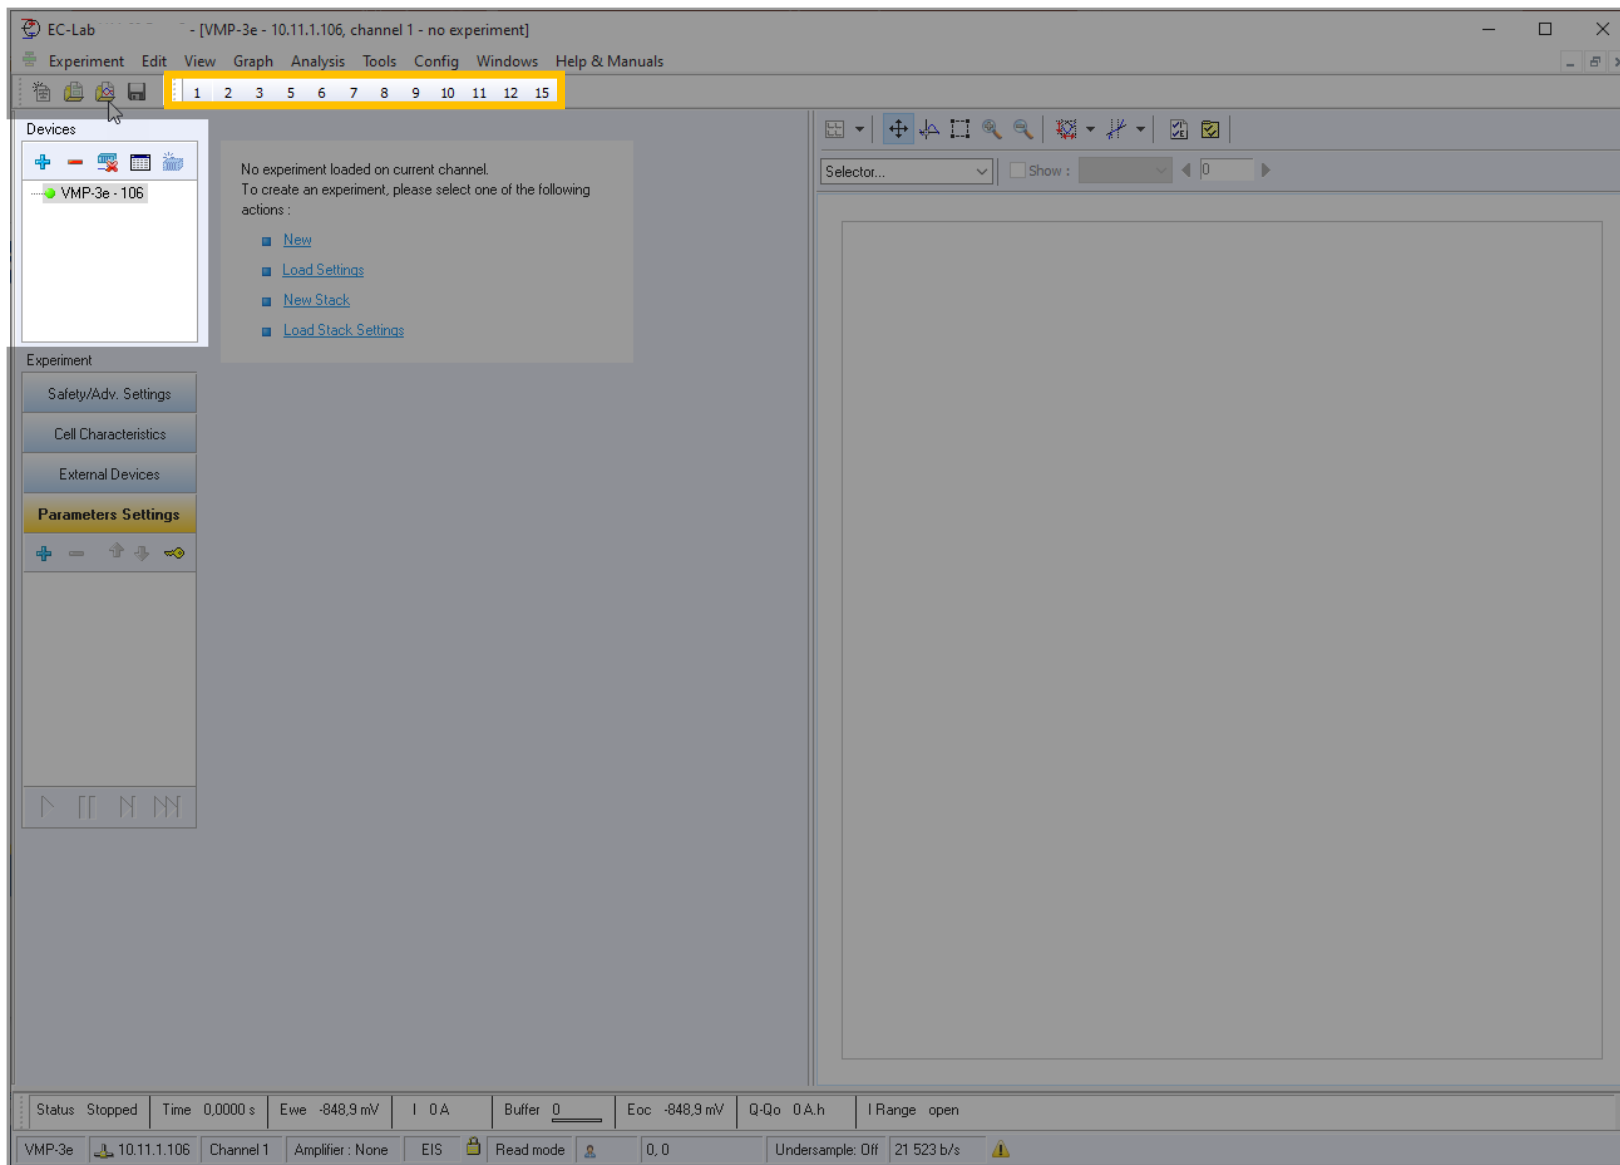 EC-Lab - [VMP-3e - 10.11.1.106, channel 1 - no experiment]
Experiment Edit View Graph Analysis Tools Config Windows Help & Manuals
1 2 3 5 6 7 8 9 10 11 12 15
Devices
VMP-3e - 106
No experiment loaded on current channel.
To create an experiment, please select one of the following
actions :
New
Load Settings
New Stack
Load Stack Settings
Selector... Show : 0
Experiment
Safety/Adv. Settings
Cell Characteristics
External Devices
Parameters Settings
Status Stopped Time 0,0000 s Ewe -848,9 mV I 0 A Buffer 0 Eoc -848,9 mV Q-Qo 0 A.h I Range open
VMP-3e 10.11.1.106 Channel 1 Amplifier : None EIS Read mode 0, 0 Undersample: Off 21 523 b/s